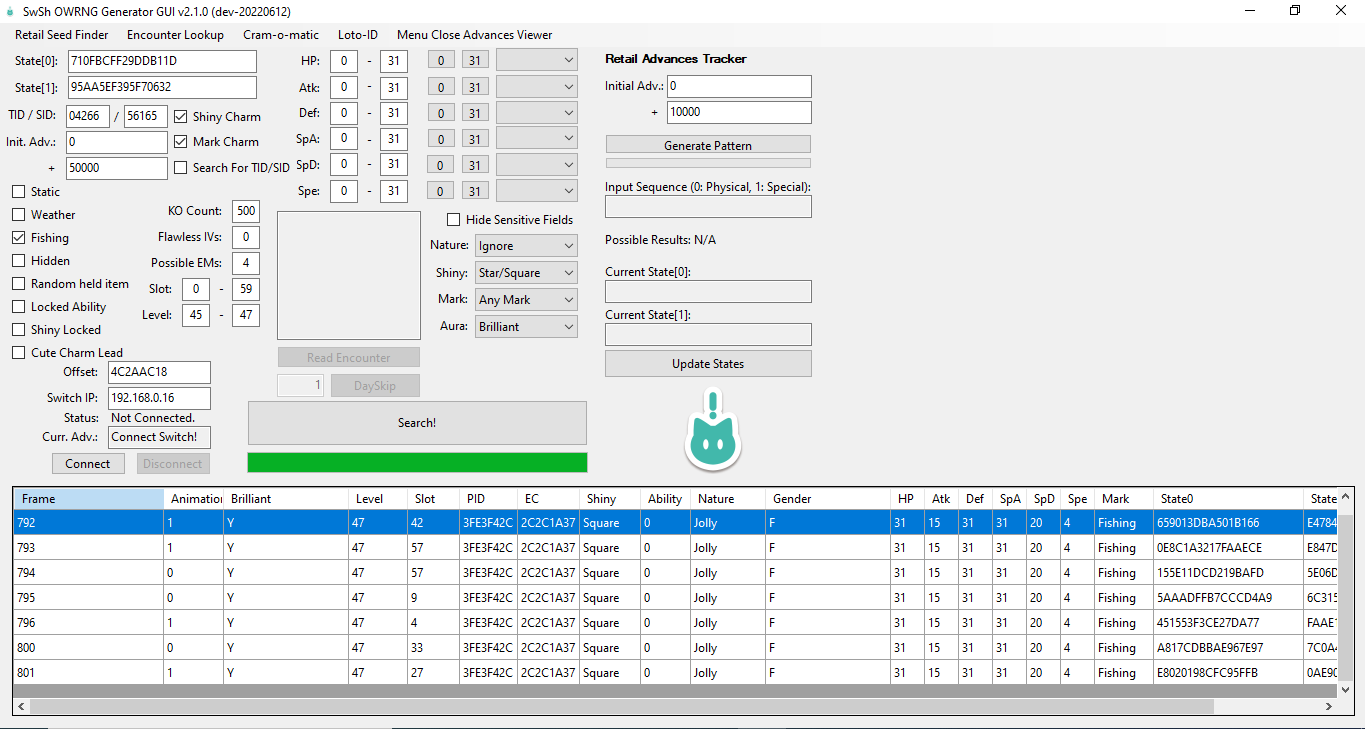 SwSh OWRNG Generator GUI v2.1.0 (dev-20220612)
Retail Seed Finder Encounter Lookup Cram-o-matic Loto-ID Menu Close Advances Viewer
State[0]: 710FBCFF29DDB11D
State[1]: 95AA5EF395F70632
TID / SID: 04266 / 56165 Shiny Charm
Init. Adv.: 0 Mark Charm
+ 50000 Search For TID/SID
Static
Weather
Fishing
Hidden
Random held item
Locked Ability
Shiny Locked
Cute Charm Lead
KO Count: 500
Flawless IVs: 0
Possible EMs: 4
Slot: 0 - 59
Level: 45 - 47
Offset: 4C2AAC18
Switch IP: 192.168.0.16
Status: Not Connected.
Curr. Adv.: Connect Switch!
Connect Disconnect
HP: 0 - 31 0 31
Atk: 0 - 31 0 31
Def: 0 - 31 0 31
SpA: 0 - 31 0 31
SpD: 0 - 31 0 31
Spe: 0 - 31 0 31
Hide Sensitive Fields
Nature: Ignore
Shiny: Star/Square
Mark: Any Mark
Aura: Brilliant
Read Encounter
1 DaySkip
Search!
Retail Advances Tracker
Initial Adv.: 0
+ 10000
Generate Pattern
Input Sequence (0: Physical, 1: Special):
Possible Results: N/A
Current State[0]:
Current State[1]:
Update States
Frame Animation Brilliant Level Slot PID EC Shiny Ability Nature Gender HP Atk Def SpA SpD Spe Mark State0 State
792 1 Y 47 42 3FE3F42C 2C2C1A37 Square 0 Jolly F 31 15 31 31 20 4 Fishing 659013DBA501B166 E4784
793 1 Y 47 57 3FE3F42C 2C2C1A37 Square 0 Jolly F 31 15 31 31 20 4 Fishing 0E8C1A3217FAAECE E847D
794 0 Y 47 57 3FE3F42C 2C2C1A37 Square 0 Jolly F 31 15 31 31 20 4 Fishing 155E11DCD219BAFD 5E06D
795 0 Y 47 9 3FE3F42C 2C2C1A37 Square 0 Jolly F 31 15 31 31 20 4 Fishing 5AAADFFB7CCCD4A9 6C315
796 1 Y 47 4 3FE3F42C 2C2C1A37 Square 0 Jolly F 31 15 31 31 20 4 Fishing 451553F3CE27DA77 FAAE
800 0 Y 47 33 3FE3F42C 2C2C1A37 Square 0 Jolly F 31 15 31 31 20 4 Fishing A817CDBBAE967E97 7C0A
801 1 Y 47 27 3FE3F42C 2C2C1A37 Square 0 Jolly F 31 15 31 31 20 4 Fishing E8020198CFC95FFB 0AE9